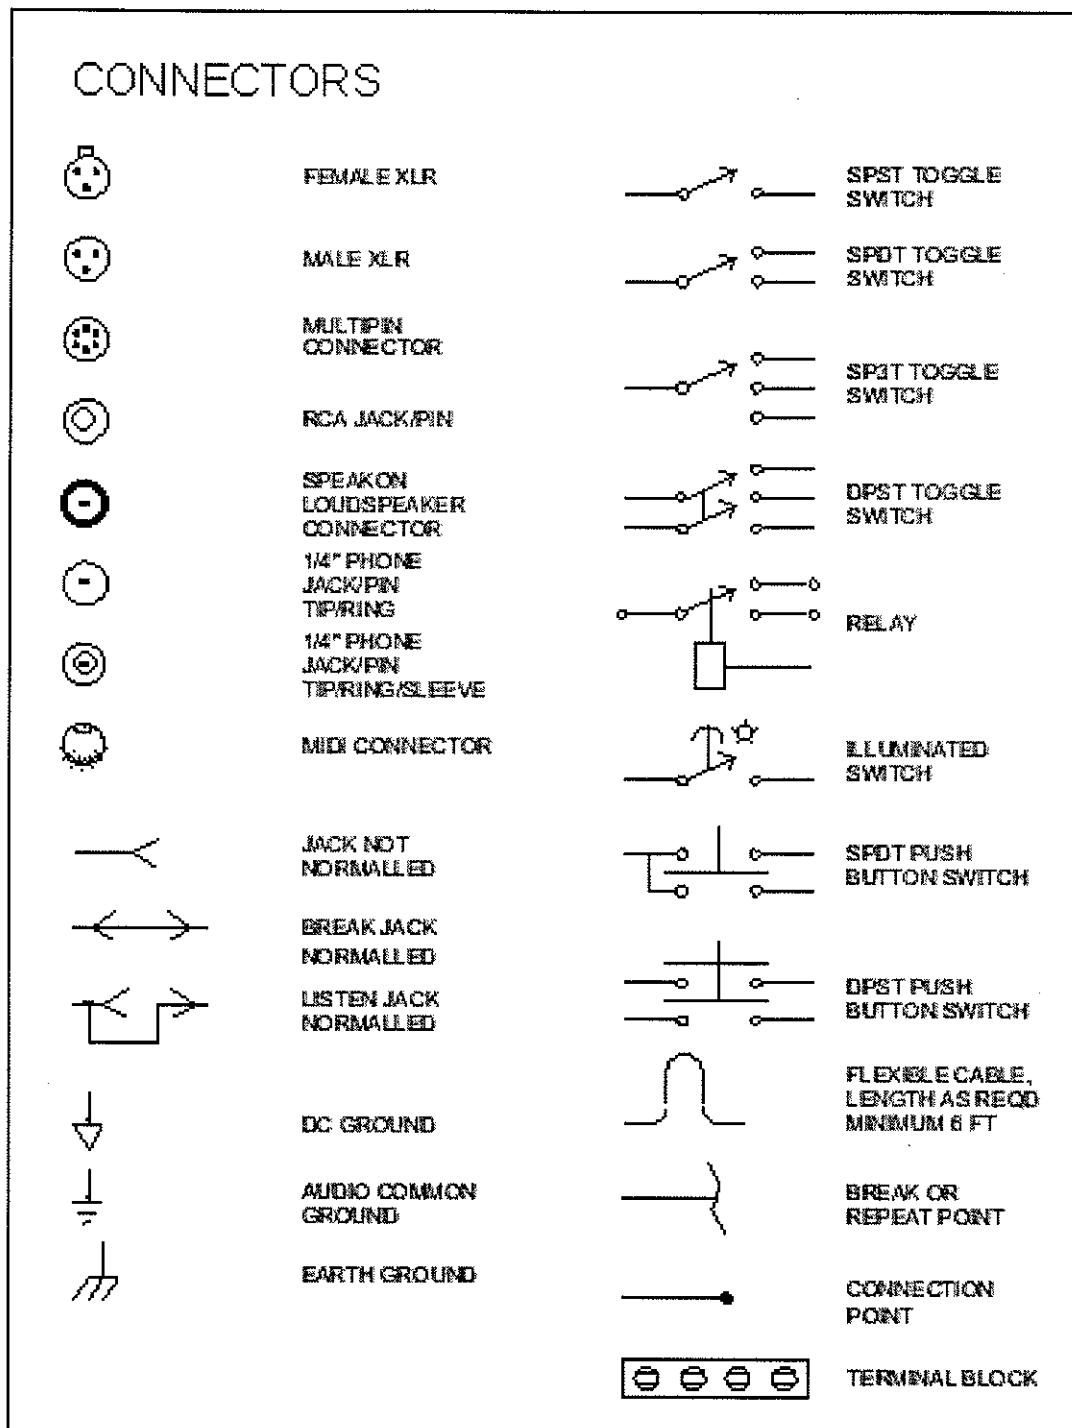 CONNECTORS
FEMALE XLR
MALE XLR
MULTIPIN
CONNECTOR
RCA JACK/PIN
SPEAKON
LOUDSPEAKER
CONNECTOR
1/4" PHONE
JACK/PIN
TIP/RING
1/4" PHONE
JACK/PIN
TIP/RING/SLEEVE
MIDI CONNECTOR
JACK NOT
NORMALLED
BREAK JACK
NORMALLED
LISTEN JACK
NORMALLED
DC GROUND
AUDIO COMMON
GROUND
EARTH GROUND
SPST TOGGLE
SWITCH
SPDT TOGGLE
SWITCH
SP3T TOGGLE
SWITCH
DPST TOGGLE
SWITCH
RELAY
ILLUMINATED
SWITCH
SPDT PUSH
BUTTON SWITCH
DPST PUSH
BUTTON SWITCH
FLEXIBLE CABLE,
LENGTH AS REQD
MINIMUM 6 FT
BREAK OR
REPEAT POINT
CONNECTION
POINT
TERMINAL BLOCK